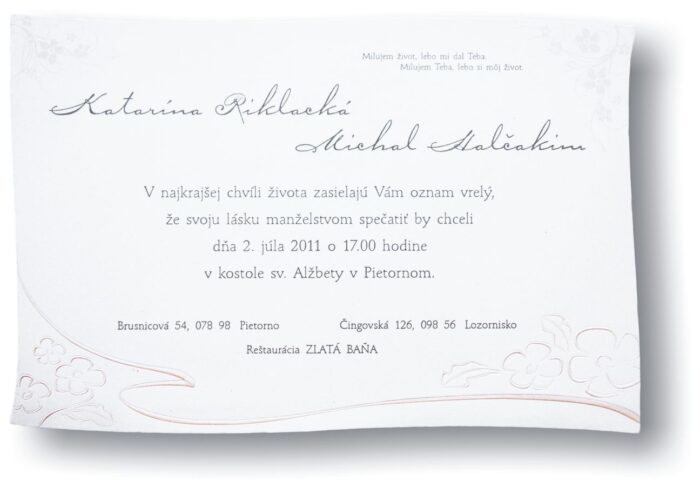 Milujem život, lebo mi dal Teba.
Milujem Teba, lebo si môj život.
Katarína Riklacká
Michal Halčakim
V najkrajšej chvíli života zasielajú Vám oznam vrelý,
že svoju lásku manželstvom spečatiť by chceli
dňa 2. júla 2011 o 17.00 hodine
v kostole sv. Alžbety v Pietornom.
Brusnicová 54, 078 98 Pietorno
Čingovská 126, 098 56 Lozornisko
Reštaurácia ZLATÁ BAŇA